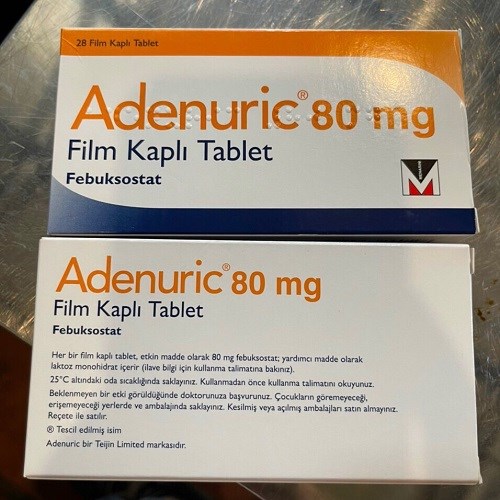 28 Film Kaplı Tablet
Adenuric® 80 mg
Film Kaplı Tablet
Febuksostat
Adenuric® 80 mg
Film Kaplı Tablet
Febuksostat
Her bir film kaplı tablet, etkin madde olarak 80 mg febuksostat; yardımcı madde olarak
laktoz monohidrat içerir (ilave bilgi için kullanma talimatına bakınız).
25°C altındaki oda sıcaklığında saklayınız. Kullanmadan önce kullanma talimatını okuyunuz.
Beklenmeyen bir etki görüldüğünde doktorunuza başvurunuz. Çocukların göremeyeceği,
erişemeyeceği yerlerde ve ambalajında saklayınız. Kesilmiş veya açılmış ambalajları satın almayınız.
Reçete ile satılır.
® Tescil edilmiş isim
Adenuric bir Teijin Limited markasıdır.